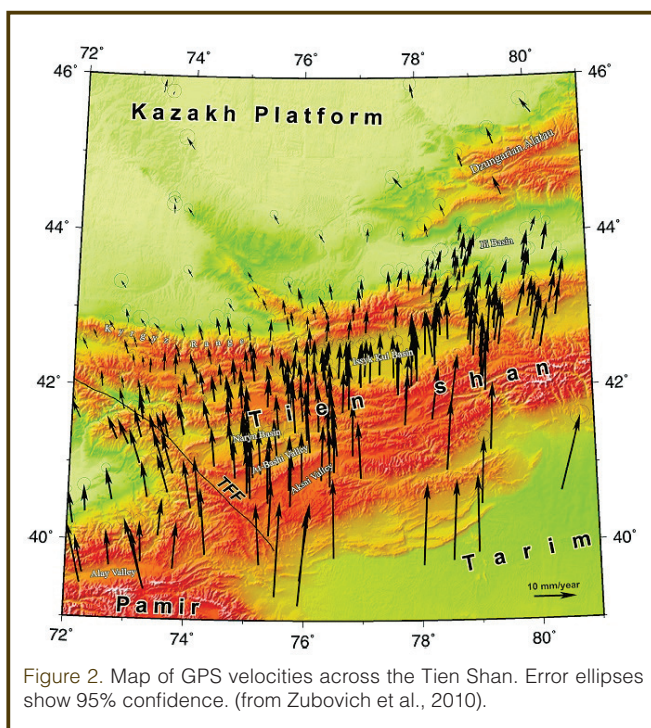 72˚ 74˚ 76˚ 78˚ 80˚
46˚ 46˚
Kazakh Platform
Dzungarian Alatau
44˚ 44˚
Ili Basin
Kyrgyz Range
Issyk-Kul Basin
42˚ 42˚
Tien shan
Naryn Basin
At-Bashi Valley
Aksai Valley
TFF
40˚ 40˚
Tarim
Alay Valley
10 mm/year
Pamir
72˚ 74˚ 76˚ 78˚ 80˚
Figure 2. Map of GPS velocities across the Tien Shan. Error ellipses
show 95% confidence. (from Zubovich et al., 2010).